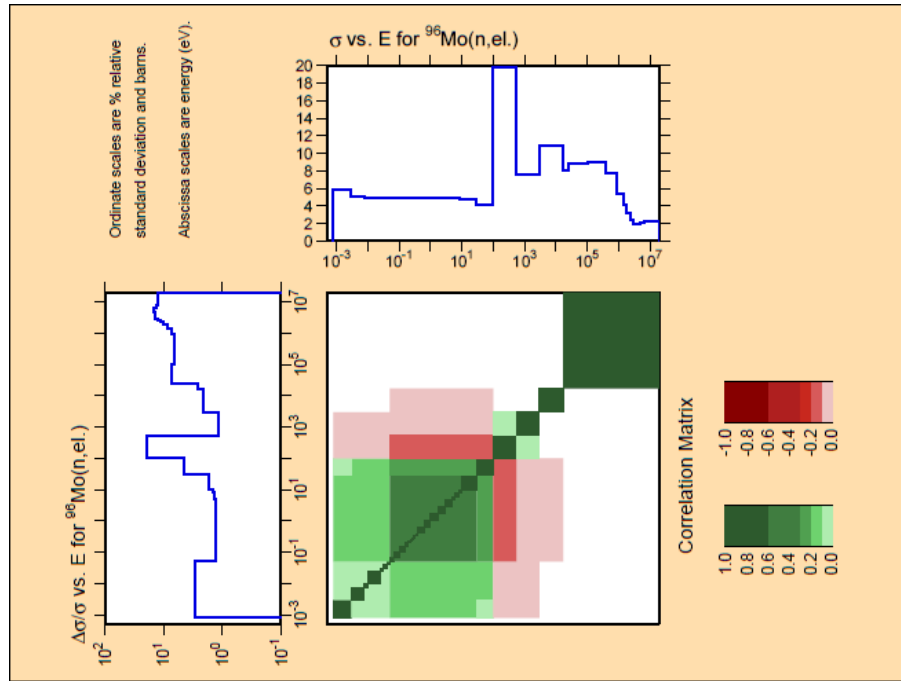 σ vs. E for ⁹⁶Mo(n,el.)
Ordinate scales are % relative
standard deviation and barns.
Abscissa scales are energy (eV).
20
18
16
14
12
10
8
6
4
2
0
10⁻³ 10⁻¹ 10¹ 10³ 10⁵ 10⁷
Δσ/σ vs. E for ⁹⁶Mo(n,el.)
10² 10¹ 10⁰ 10⁻¹
10⁻³ 10⁻¹ 10¹ 10³ 10⁵ 10⁷
Correlation Matrix
1.0 0.8 0.6 0.4 0.2 0.0
-1.0 -0.8 -0.6 -0.4 -0.2 0.0